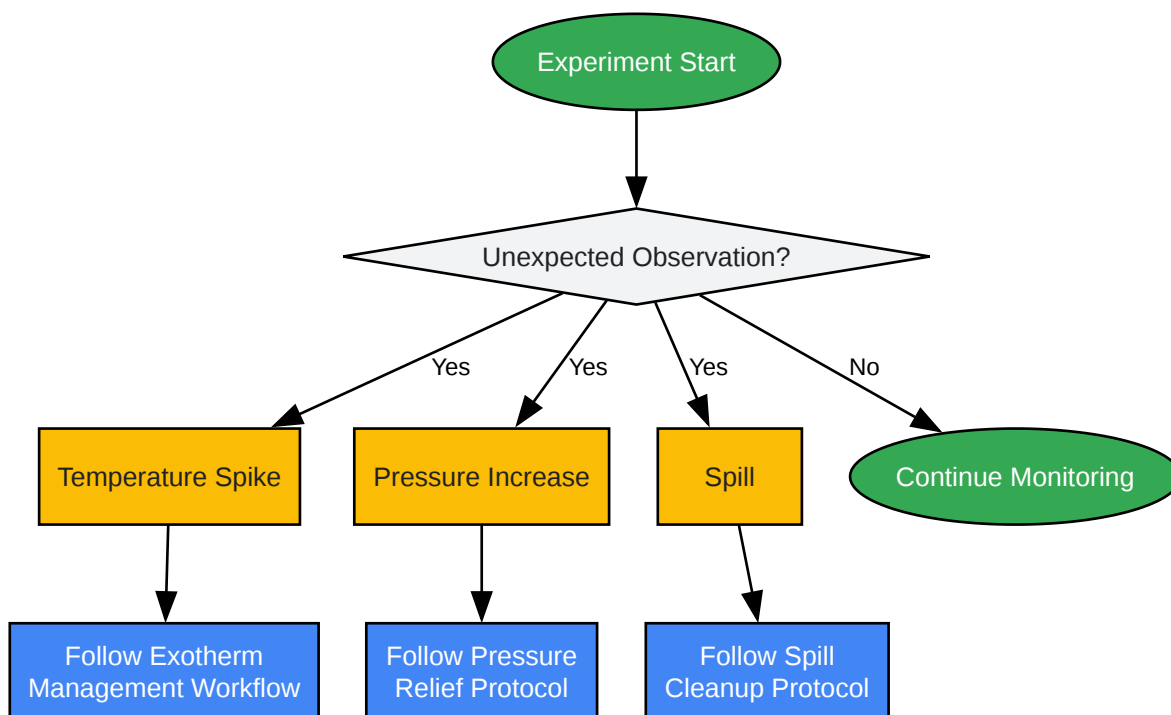 Experiment Start
Unexpected Observation?
Yes
Yes
Yes
No
Temperature Spike
Pressure Increase
Spill
Continue Monitoring
Follow Exotherm
Management Workflow
Follow Pressure
Relief Protocol
Follow Spill
Cleanup Protocol